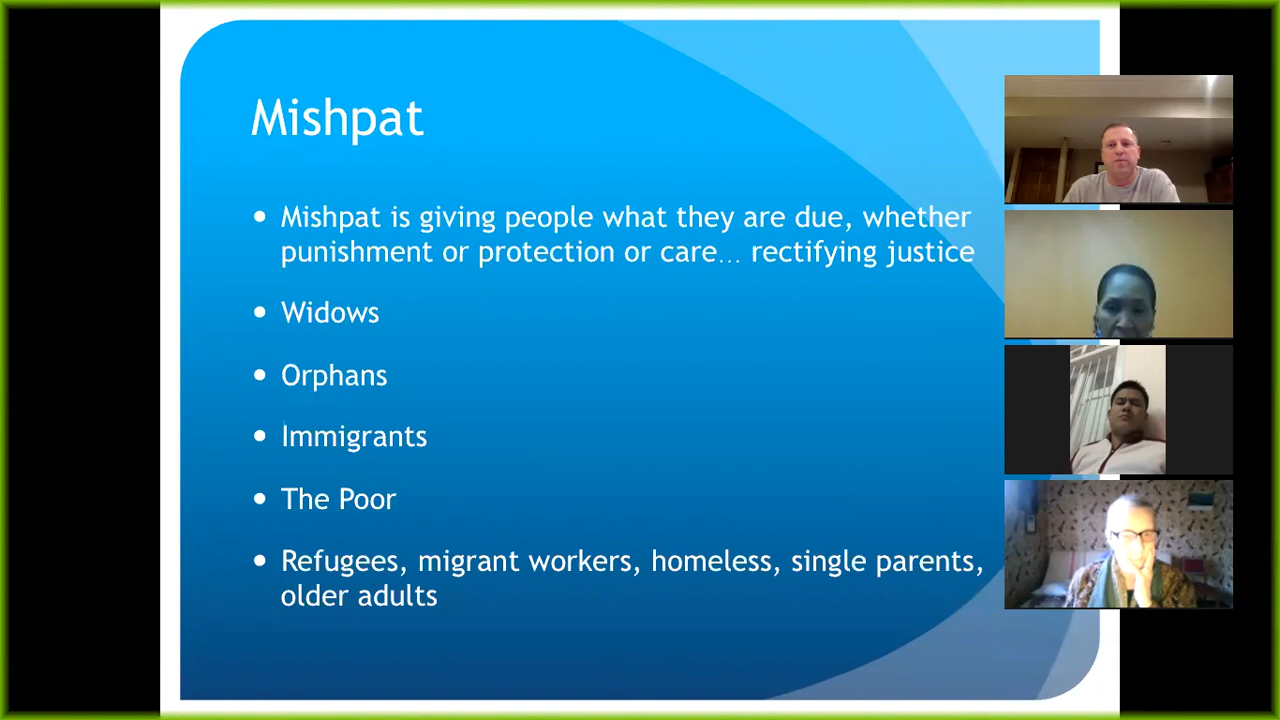 Mishpat
• Mishpat is giving people what they are due, whether
punishment or protection or care... rectifying justice
• Widows
• Orphans
• Immigrants
• The Poor
• Refugees, migrant workers, homeless, single parents,
older adults